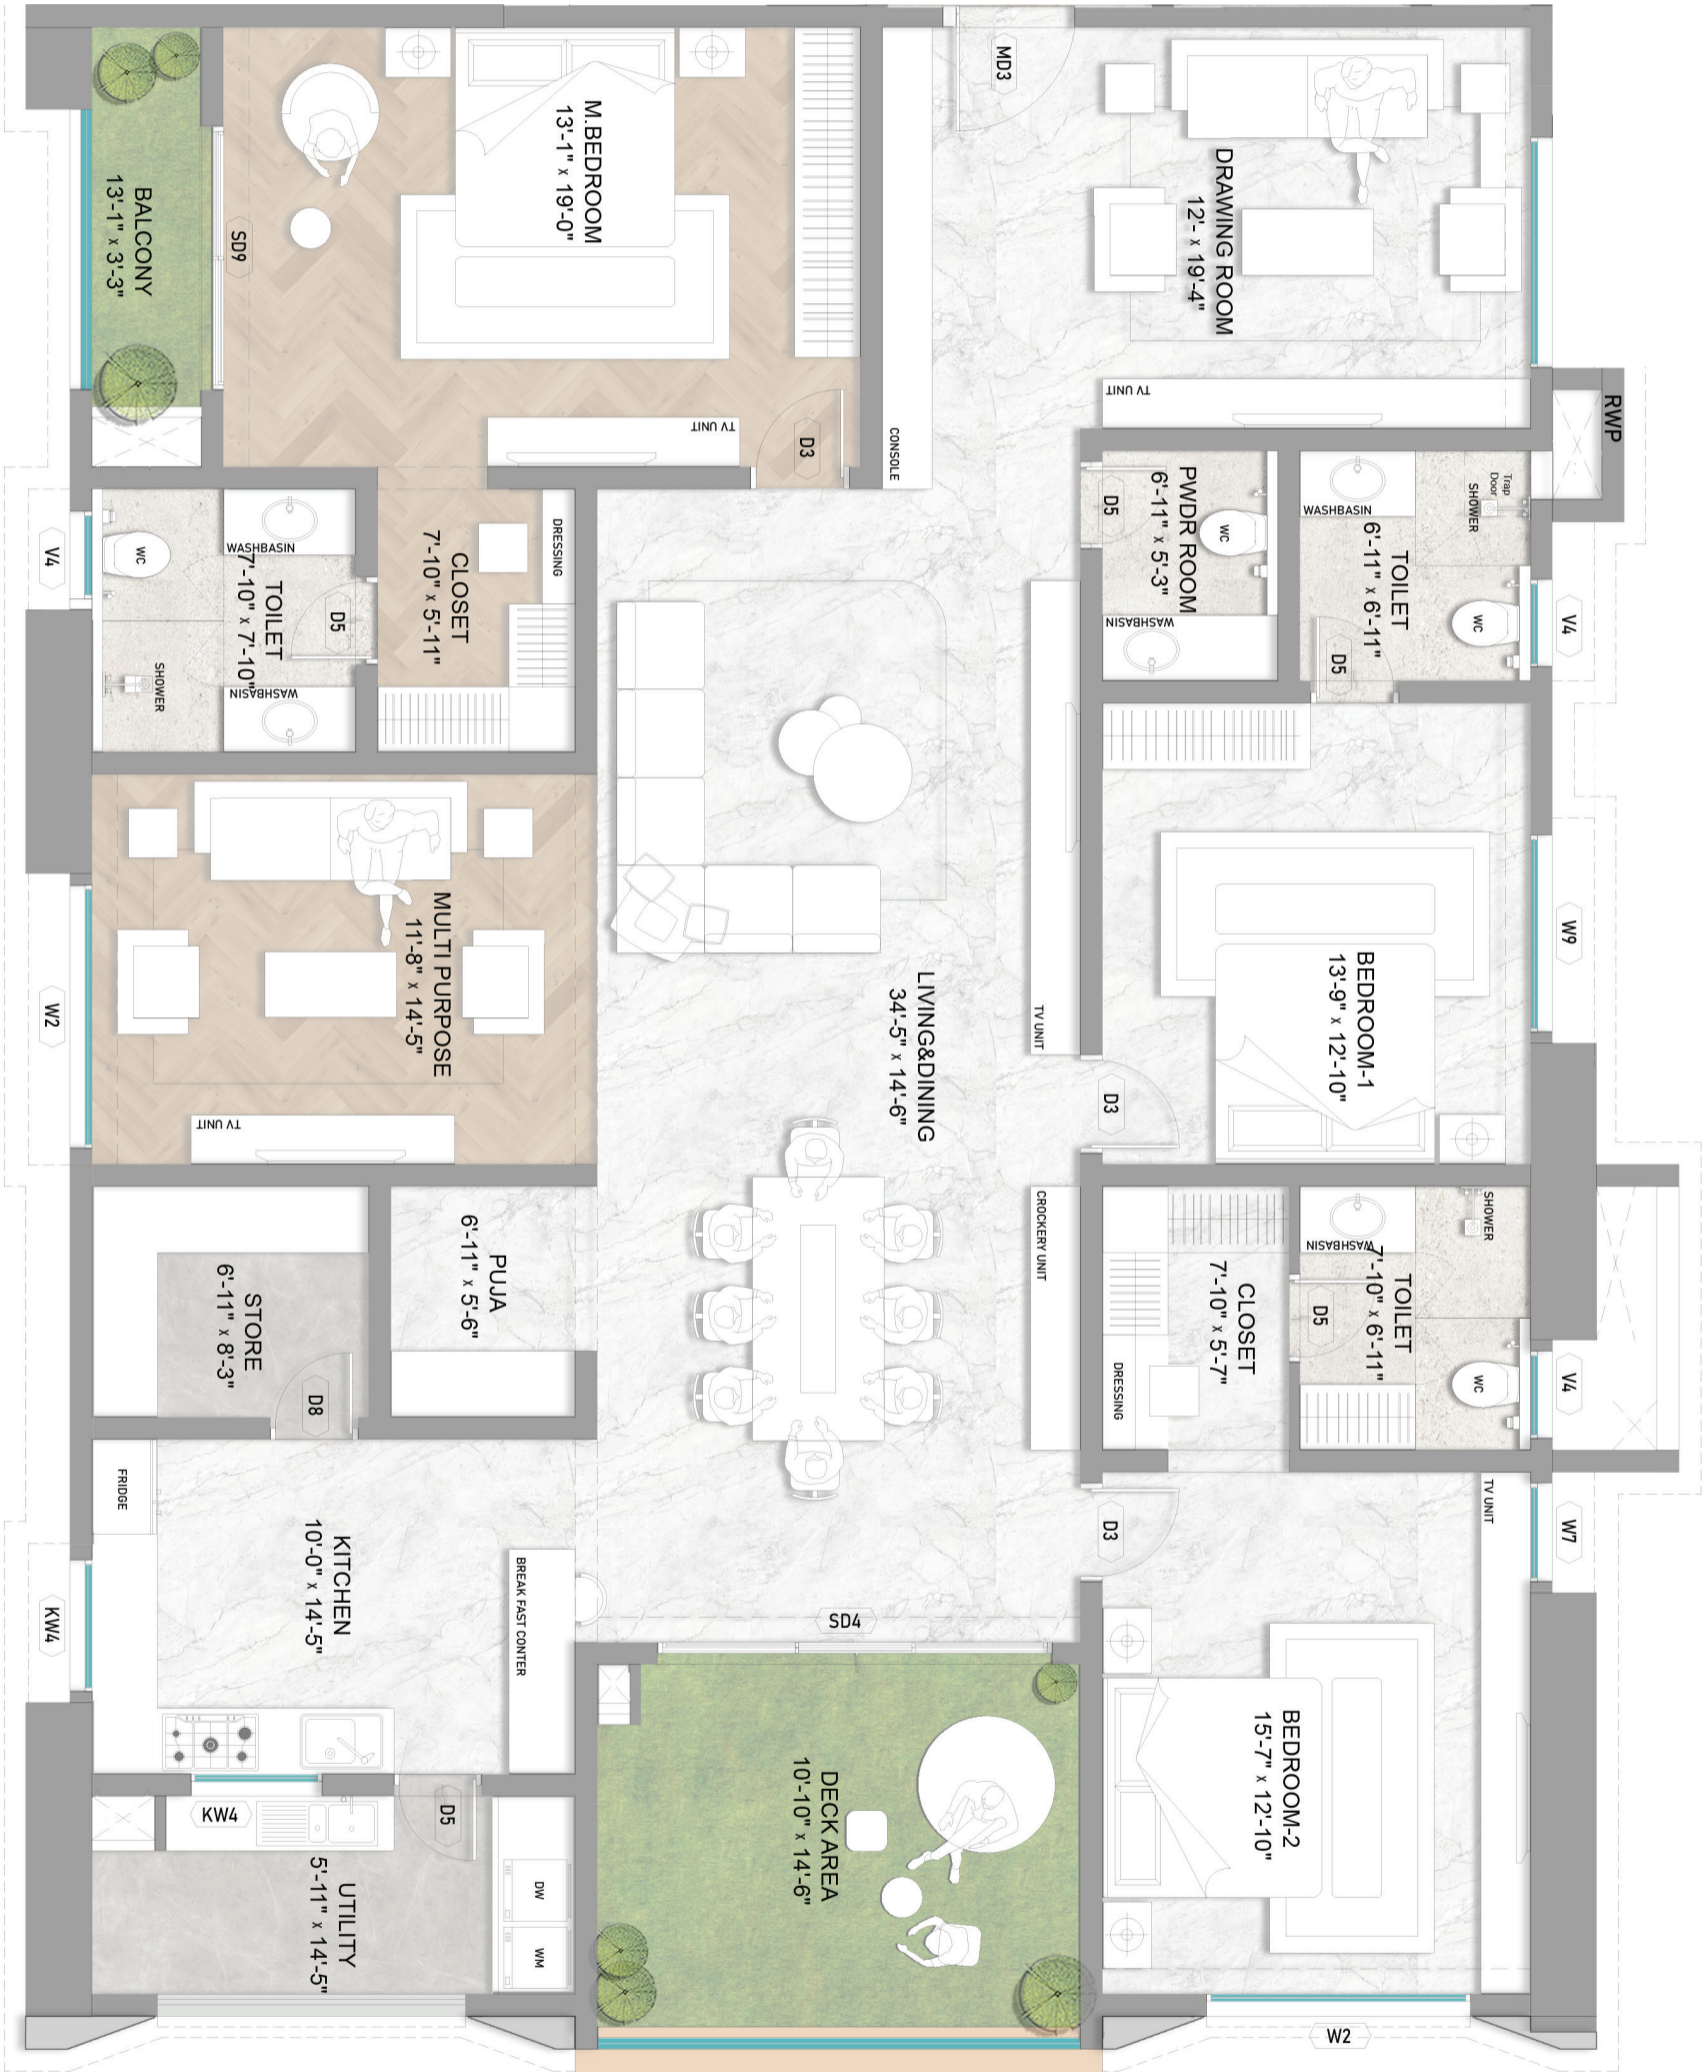 MD3
M.BEDROOM
13'-1" x 19'-0"
DRAWING ROOM
12'- x 19'-4"
BALCONY
13'-1" x 3'-3"
SD9
TV UNIT
TV UNIT
RWP
D3
CONSOLE
D5
PWDR ROOM
6'-11" x 5'-3"
WC
WASHBASIN
WASHBASIN
Trap
Door
SHOWER
TOILET
6'-11" x 6'-11"
WC
D5
V4
V4
WC
WASHBASIN
TOILET
7'-10" x 7'-10"
D5
SHOWER
WASHBASIN
CLOSET
7'-10" x 5'-11"
DRESSING
MULTI PURPOSE
11'-8" x 14'-5"
W2
TV UNIT
LIVING&DINING
34'-5" x 14'-6"
TV UNIT
BEDROOM-1
13'-9" x 12'-10"
W9
D3
CROCKERY UNIT
PUJA
6'-11" x 5'-6"
STORE
6'-11" x 8'-3"
D8
SHOWER
WASHBASIN
TOILET
7'-10" x 6'-11"
D5
WC
V4
CLOSET
7'-10" x 5'-7"
DRESSING
FRIDGE
KITCHEN
10'-0" x 14'-5"
KW4
BREAK FAST CONTER
D3
TV UNIT
W7
SD4
BEDROOM-2
15'-7" x 12'-10"
DECK AREA
10'-10" x 14'-6"
KW4
D5
UTILITY
5'-11" x 14'-5"
DW
WM
W2